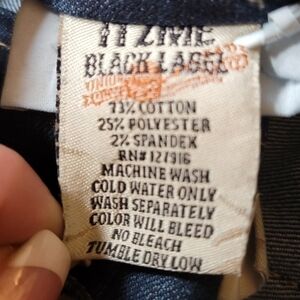 BLACK LABEL
73% COTTON
25% POLYESTER
2% SPANDEX
RN# 127916
MACHINE WASH
COLD WATER ONLY
WASH SEPARATELY
COLOR WILL BLEED
NO BLEACH
TUMBLE DRY LOW